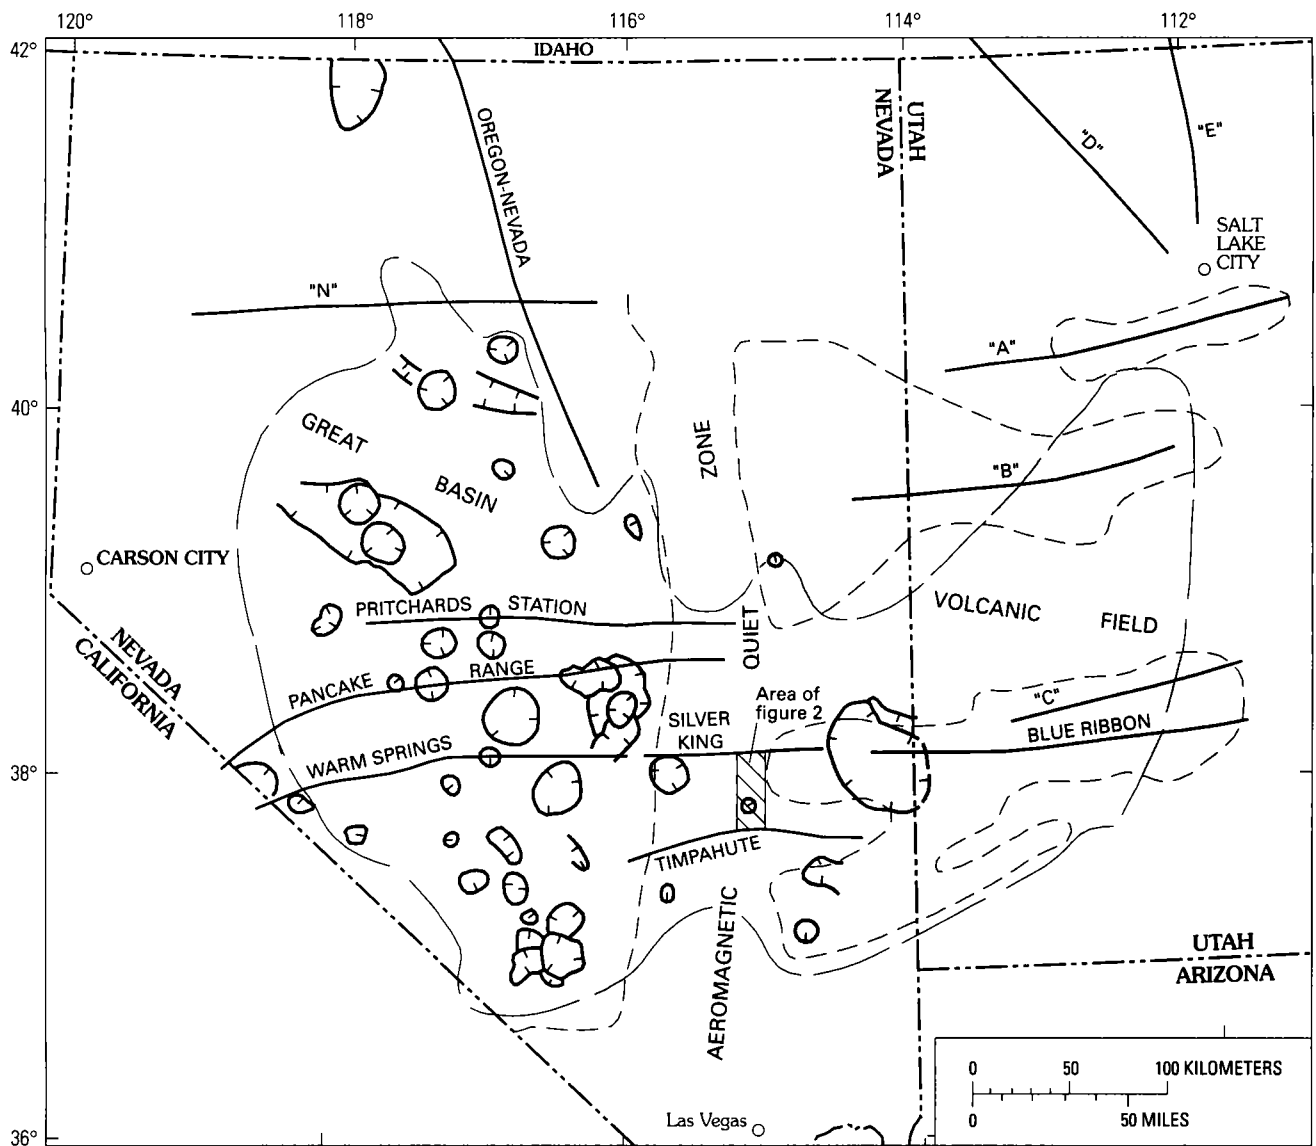 120°
118°
116°
114°
112°
42°
IDAHO
OREGON-NEVADA
NEVADA
UTAH
"D"
"E"
SALT
LAKE
CITY
"N"
"A"
40°
GREAT
BASIN
ZONE
"B"
CARSON CITY
PRITCHARDS STATION
VOLCANIC FIELD
NEVADA
CALIFORNIA
PANCAKE RANGE
QUIET
Area of
figure 2
SILVER
KING
"C"
BLUE RIBBON
WARM SPRINGS
38°
TIMPAHUTE
AEROMAGNETIC
UTAH
ARIZONA
0 50 100 KILOMETERS
0 50 MILES
Las Vegas
36°